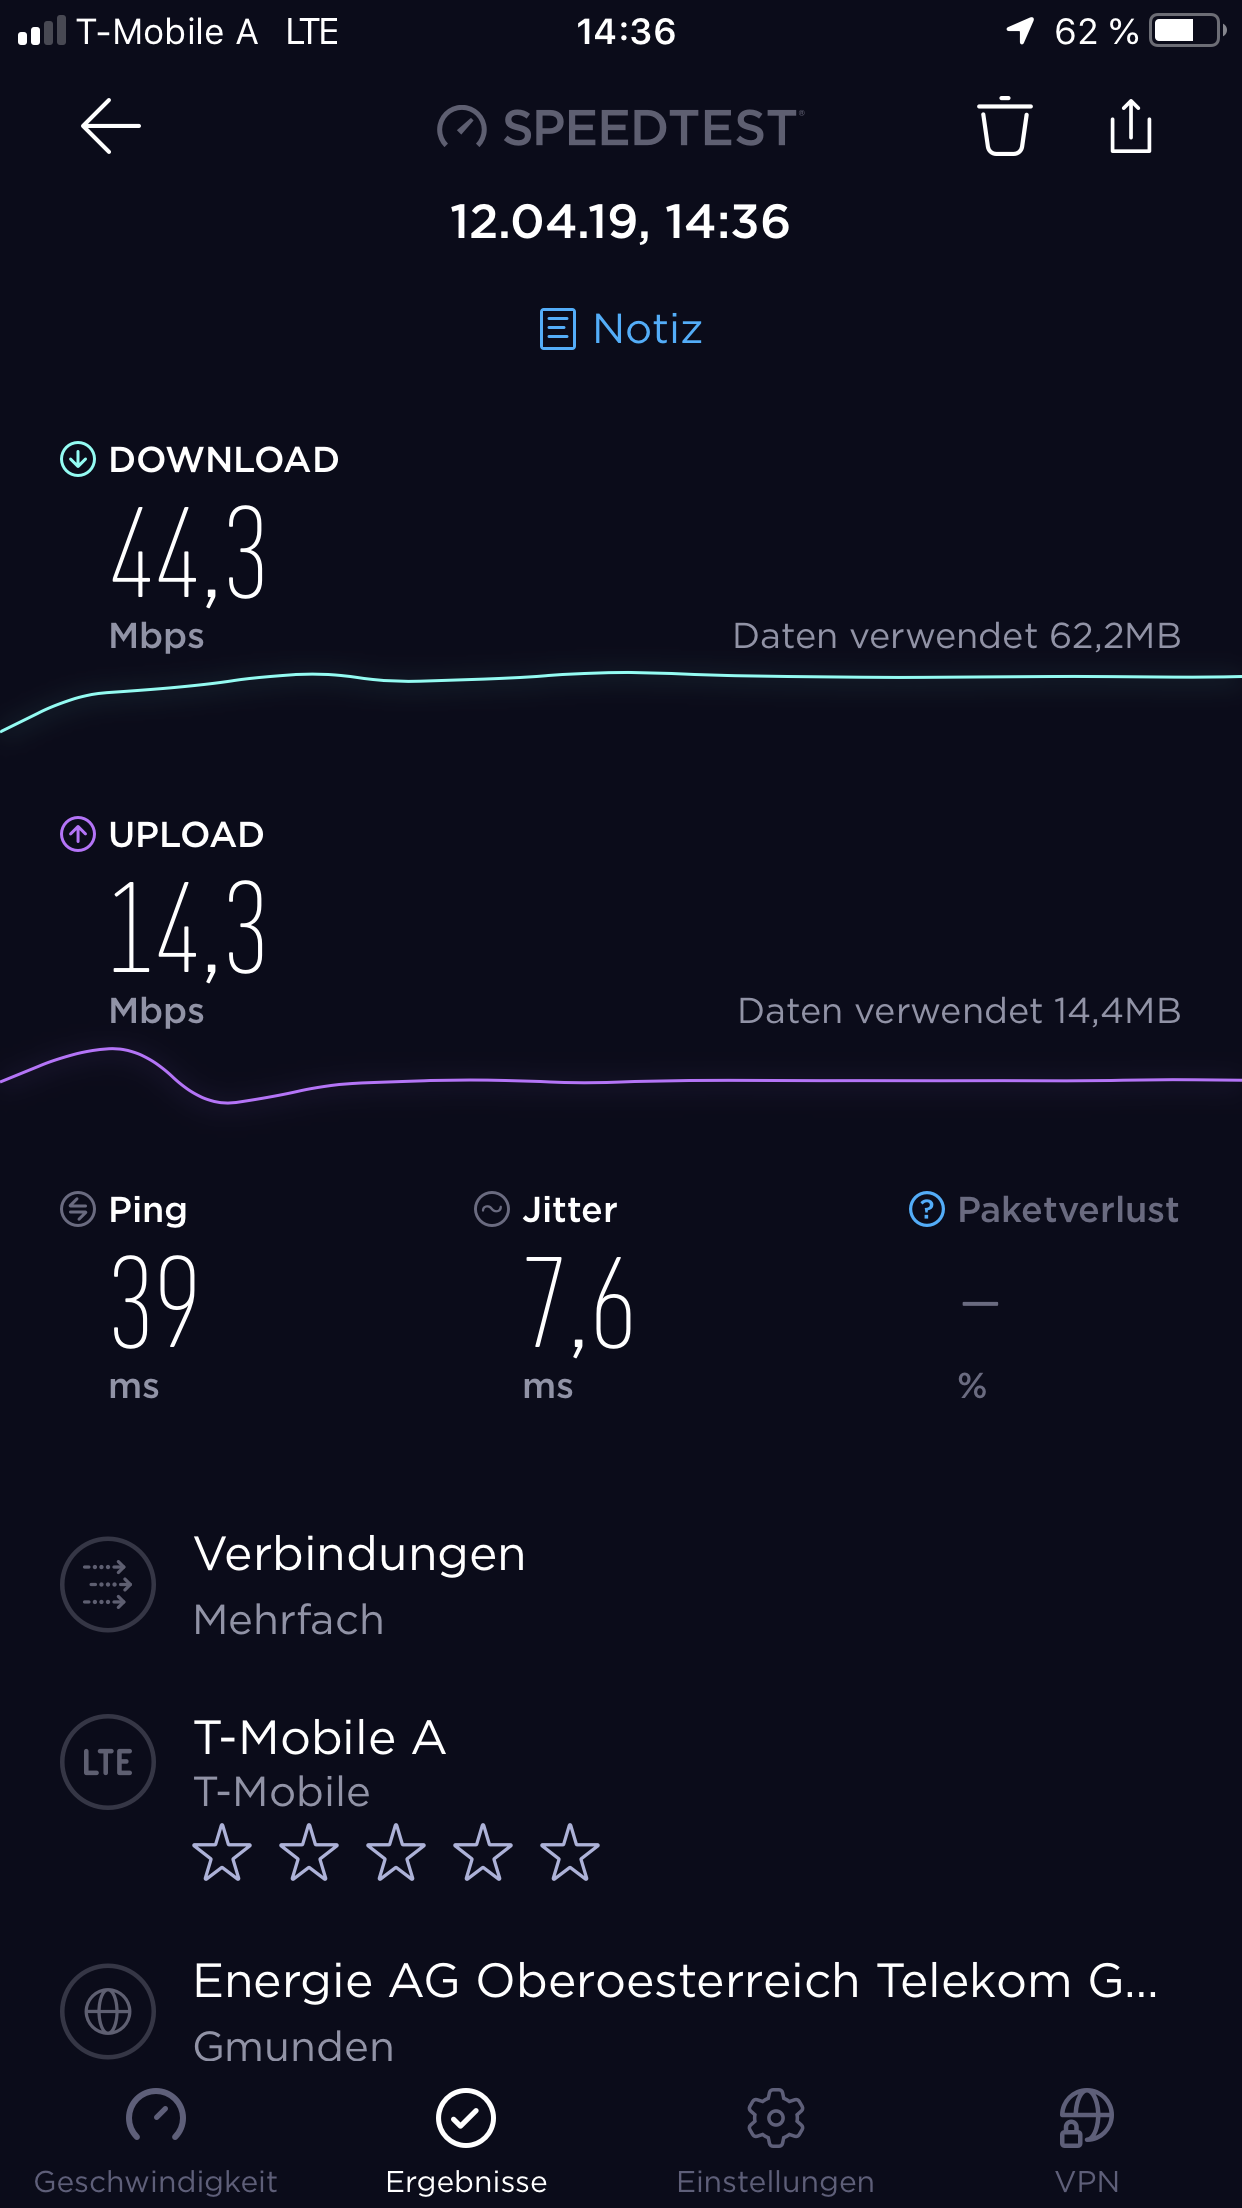 T-Mobile A LTE 14:36 62 %
SPEEDTEST
12.04.19, 14:36
Notiz
DOWNLOAD
44,3
Mbps Daten verwendet 62,2MB
UPLOAD
14,3
Mbps Daten verwendet 14,4MB
Ping Jitter ? Paketverlust
39 7,6 –
ms ms %
Verbindungen
Mehrfach
LTE T-Mobile A
T-Mobile
Energie AG Oberoesterreich Telekom G...
Gmunden
Geschwindigkeit Ergebnisse Einstellungen VPN